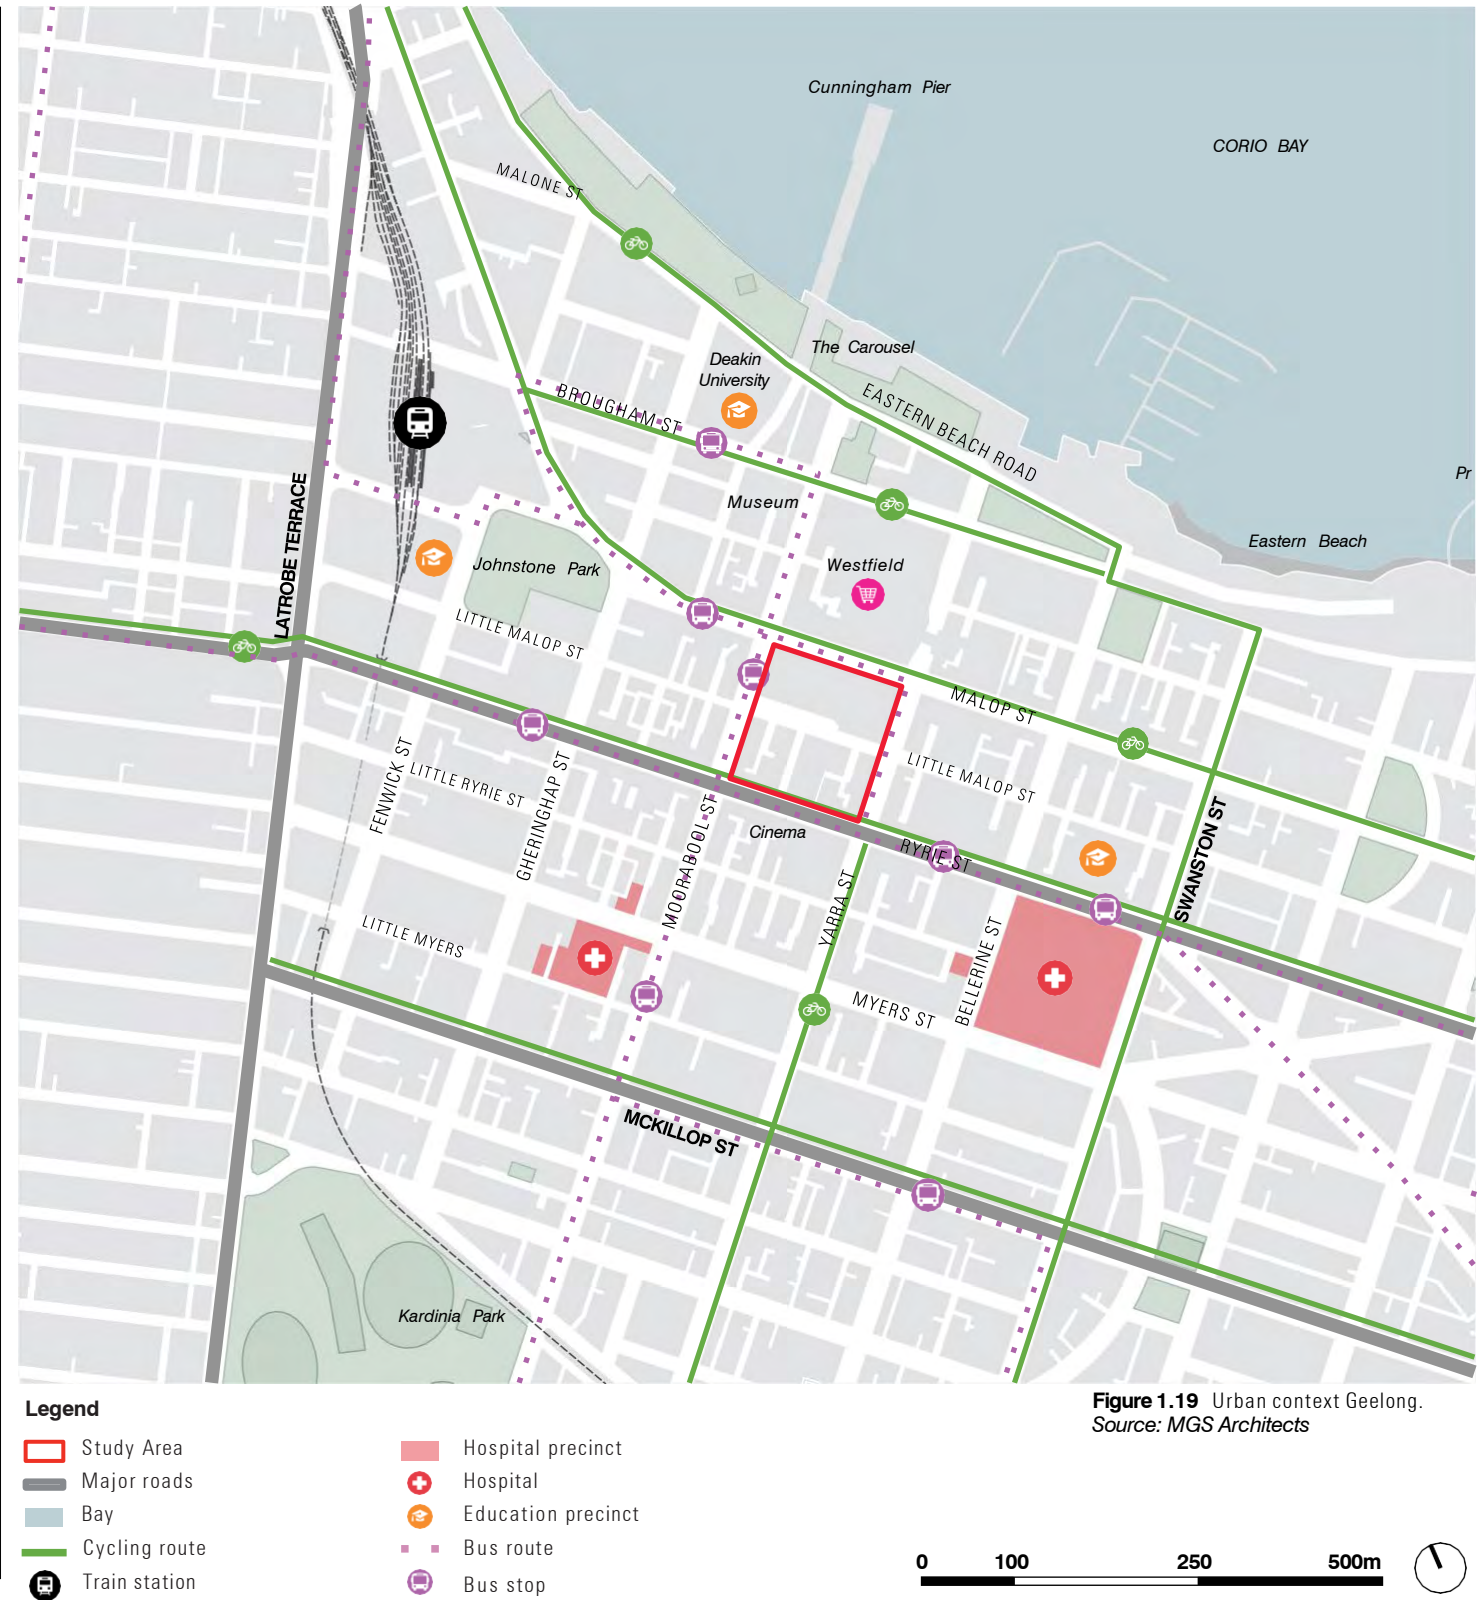 Cunningham Pier
CORIO BAY
MALONE ST
The Carousel
Deakin
University
BROUGHAM ST
EASTERN BEACH ROAD
Pr
Museum
Eastern Beach
LATROBE TERRACE
Johnstone Park
Westfield
LITTLE MALOP ST
MALOP ST
LITTLE MALOP ST
FENWICK ST
LITTLE RYRIE ST
GHERINGHAP ST
MOORABOOL ST
Cinema
RYRIE ST
SWANSTON ST
YARRA ST
LITTLE MYERS
BELLERINE ST
MYERS ST
MCKILLOP ST
Kardinia Park
Figure 1.19 Urban context Geelong.
Source: MGS Architects
Legend
Study Area
Major roads
Bay
Cycling route
Train station
Hospital precinct
Hospital
Education precinct
Bus route
Bus stop
0 100 250 500m